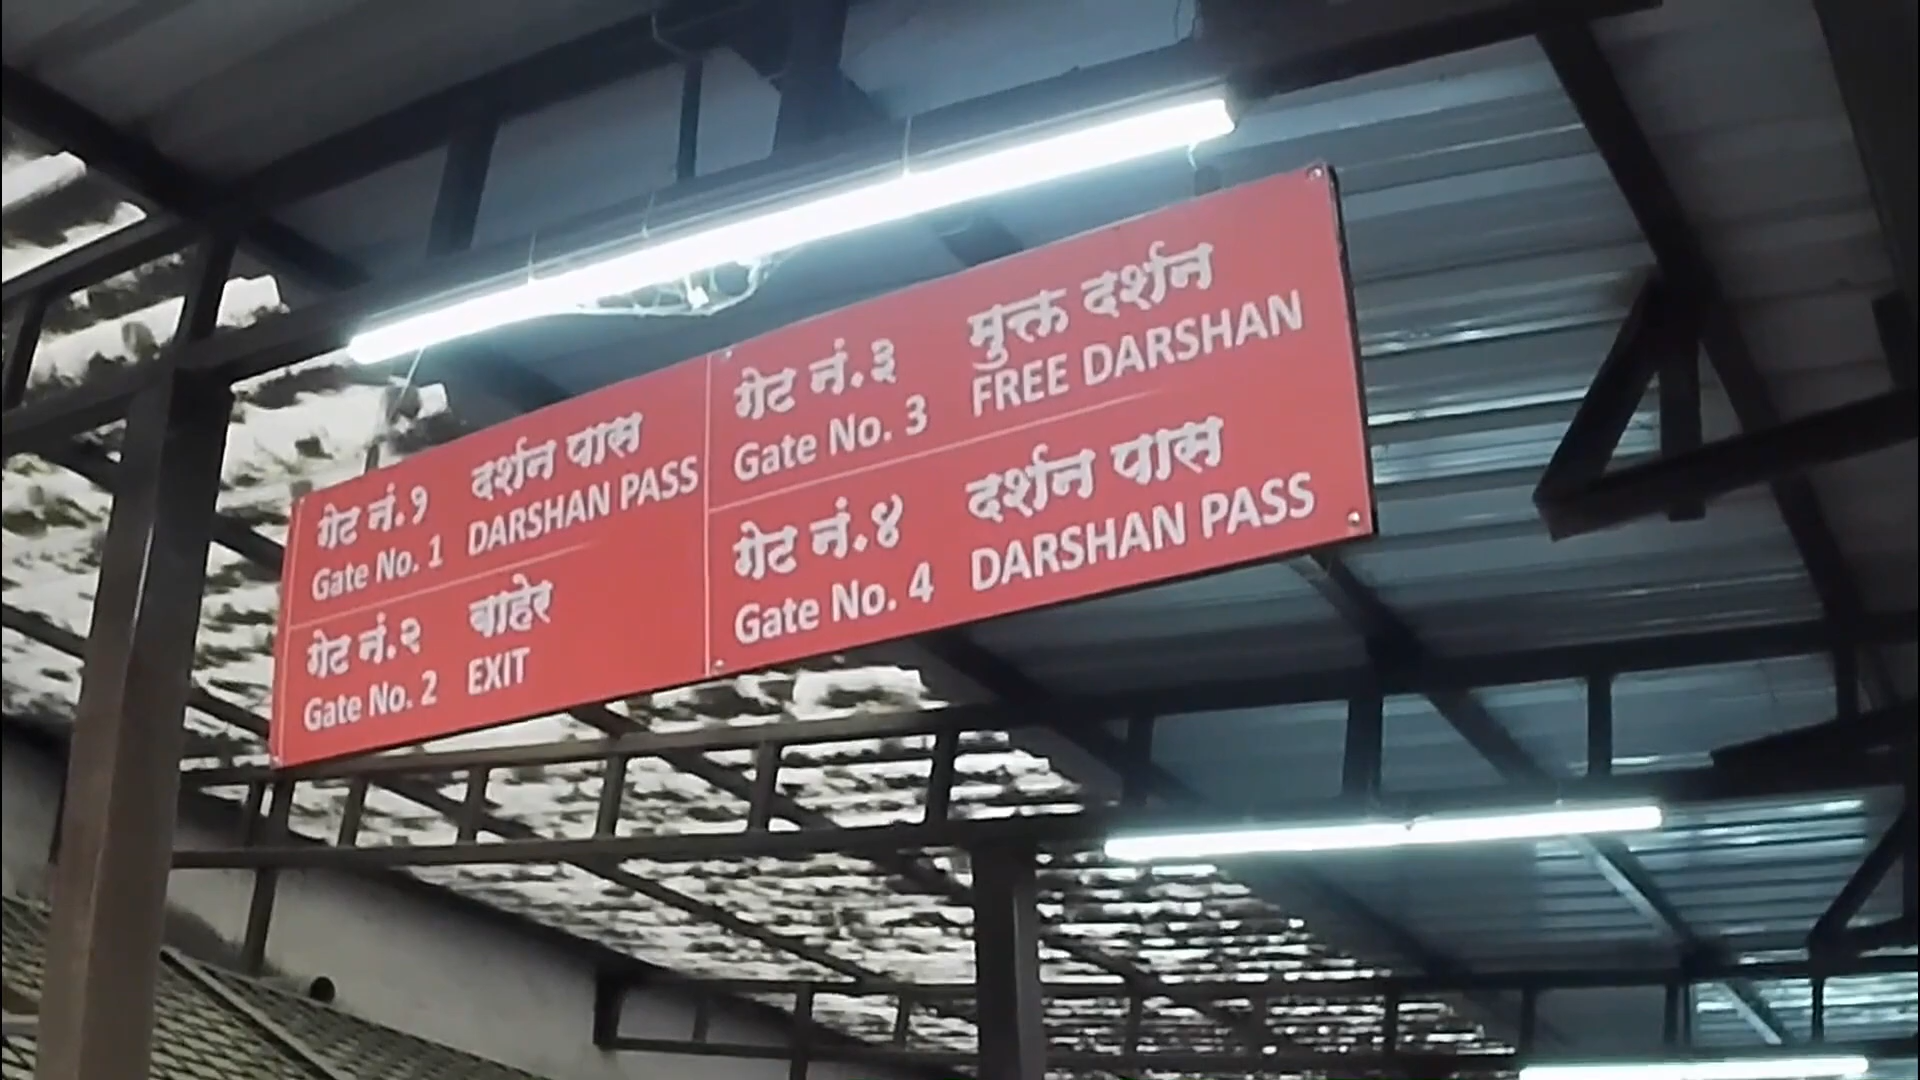 गेट नं.१ दर्शन पास
Gate No. 1 DARSHAN PASS
गेट नं.२ बाहेर
Gate No. 2 EXIT
गेट नं.३ मुक्त दर्शन
Gate No. 3 FREE DARSHAN
गेट नं.४ दर्शन पास
Gate No. 4 DARSHAN PASS